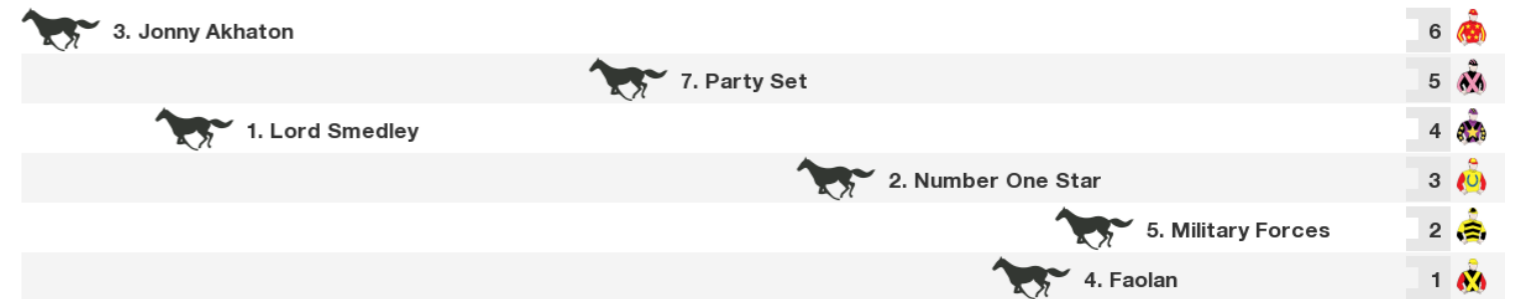 3. Jonny Akhaton 6
7. Party Set 5
1. Lord Smedley 4
2. Number One Star 3
5. Military Forces 2
4. Faolan 1